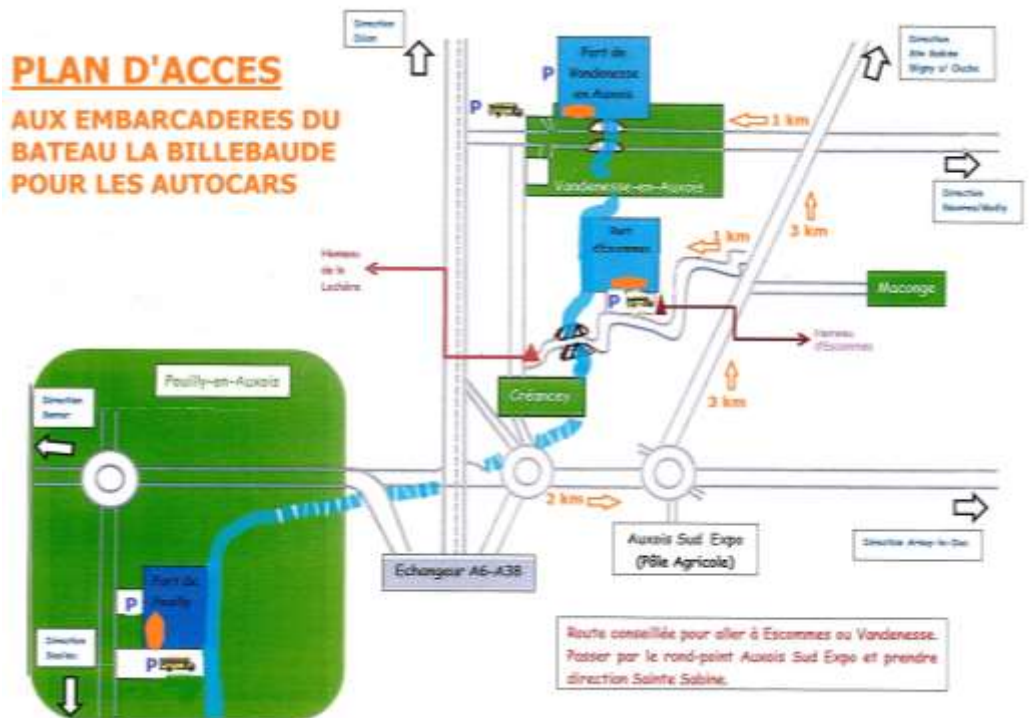 PLAN D'ACCES
AUX EMBARCADERES DU
BATEAU LA BILLEBAUDE
POUR LES AUTOCARS
Direction
Dijon
P
Port de
Vandenesse
en Auxois
P
Direction
Ste Sabine
1 km
Vandenesse-en-Auxois
Direction
3 km
Port
d'Escommes
1 km
Hameau
de la
Lochère
P
Maconge
Hameau
d'Escommes
Pouilly-en-Auxois
Créancey
3 km
Direction
2 km
Auxois Sud Expo
(Pôle Agricole)
Direction Arnay-le-Duc
Echangeur A6-A38
Port de
Pouilly
P
P
Direction
Route conseillée pour aller à Escommes ou Vandenesse.
Passer par le rond-point Auxois Sud Expo et prendre
direction Sainte Sabine.